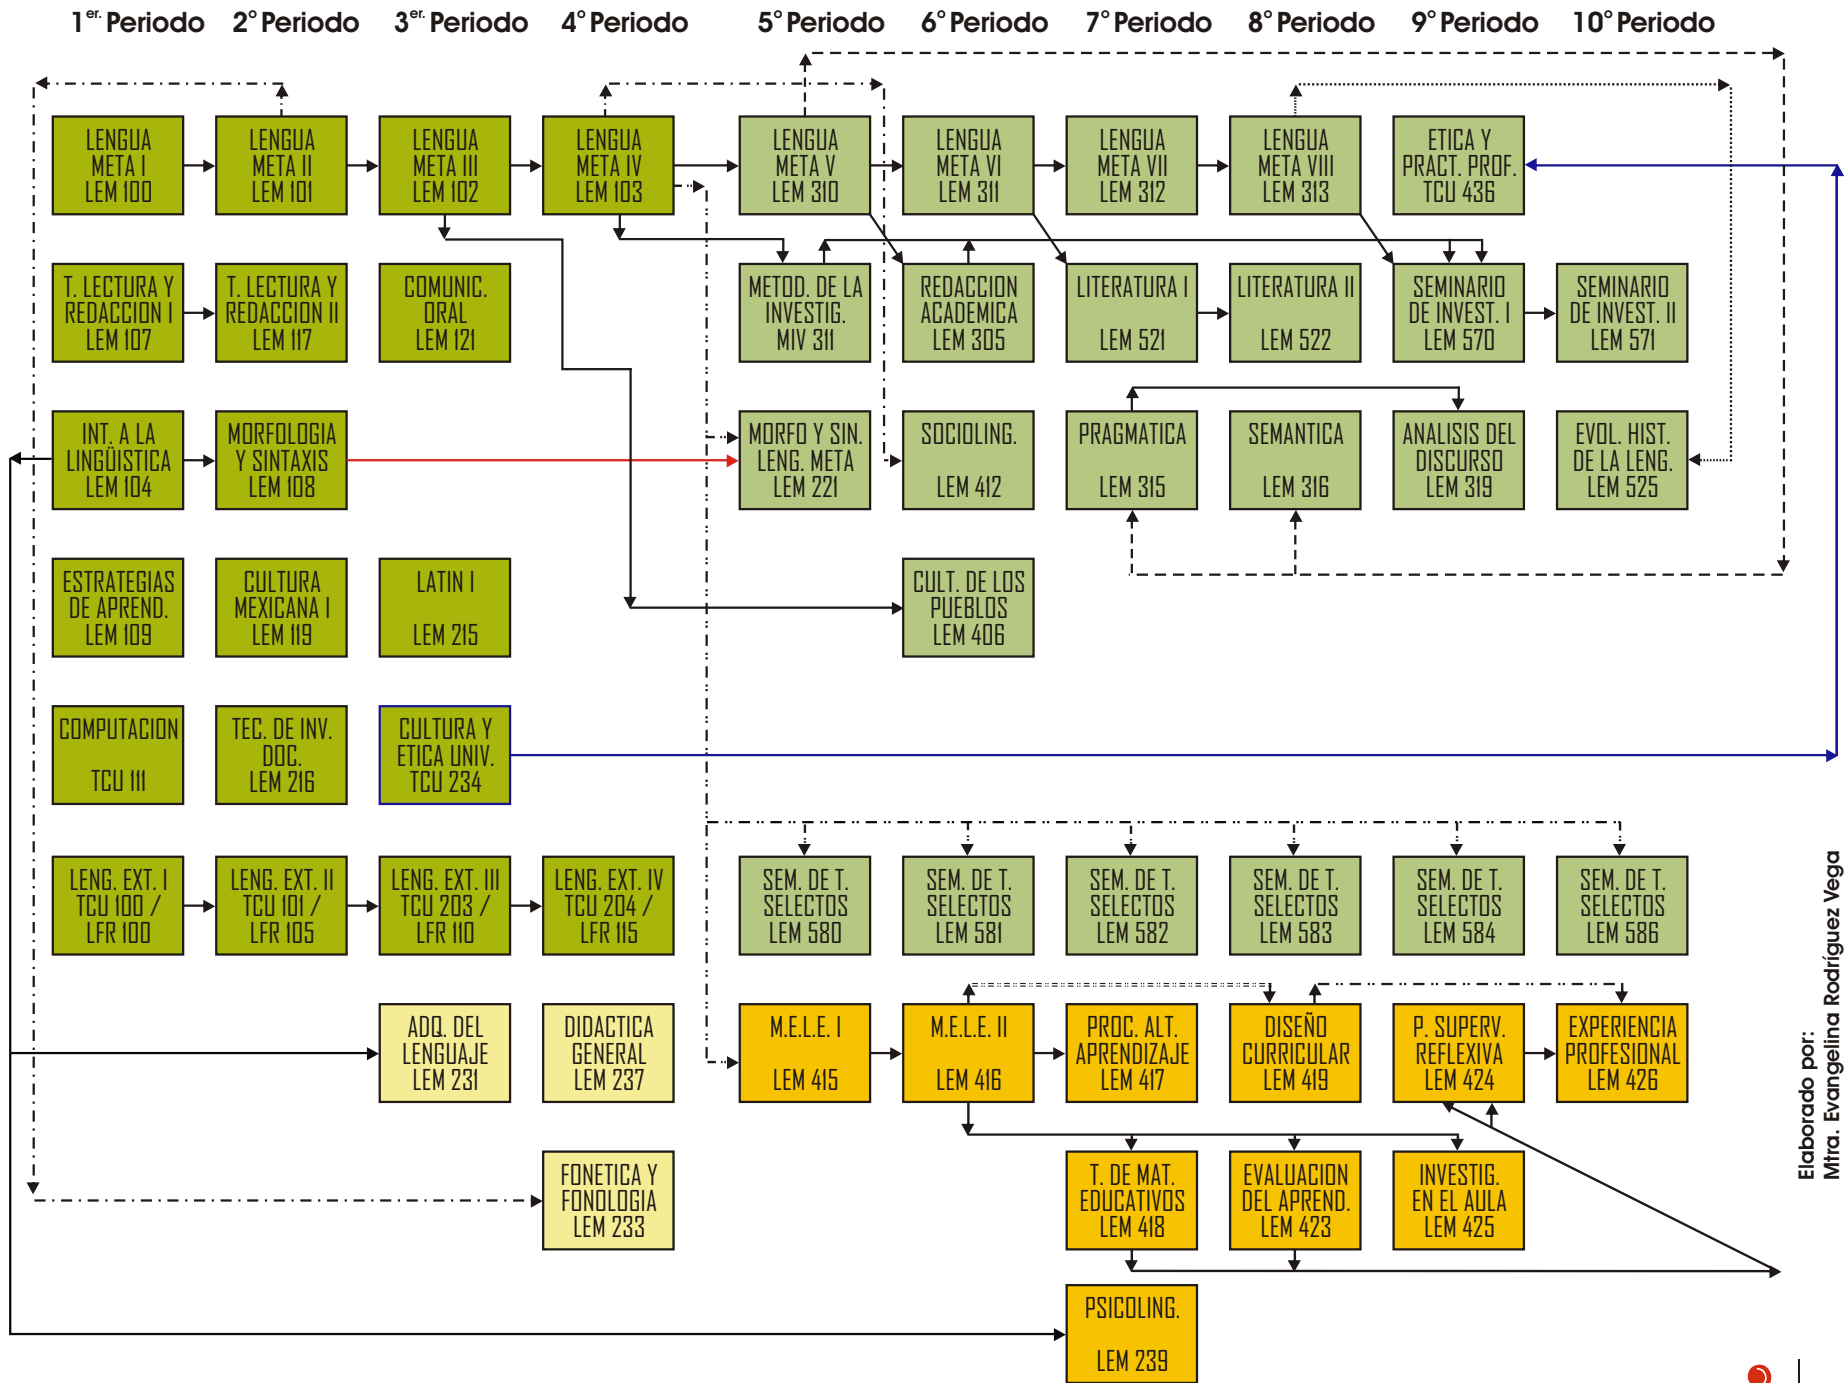 1er. Periodo
2° Periodo
3er. Periodo
4° Periodo
5° Periodo
6° Periodo
7° Periodo
8° Periodo
9° Periodo
10° Periodo
LENGUA
META I
LEM 100
LENGUA
META II
LEM 101
LENGUA
META III
LEM 102
LENGUA
META IV
LEM 103
LENGUA
META V
LEM 310
LENGUA
META VI
LEM 311
LENGUA
META VII
LEM 312
LENGUA
META VIII
LEM 313
ETICA Y
PRACT. PROF.
TCU 436
T. LECTURA Y
REDACCION I
LEM 107
T. LECTURA Y
REDACCION II
LEM 117
COMUNIC.
ORAL
LEM 121
METOD. DE LA
INVESTIG.
MIV 311
REDACCION
ACADEMICA
LEM 305
LITERATURA I
LEM 521
LITERATURA II
LEM 522
SEMINARIO
DE INVEST. I
LEM 570
SEMINARIO
DE INVEST. II
LEM 571
INT. A LA
LINGÜISTICA
LEM 104
MORFOLOGIA
Y SINTAXIS
LEM 108
MORFO Y SIN.
LENG. META
LEM 221
SOCIOLING.
LEM 412
PRAGMATICA
LEM 315
SEMANTICA
LEM 316
ANALISIS DEL
DISCURSO
LEM 319
EVOL. HIST.
DE LA LENG.
LEM 525
ESTRATEGIAS
DE APREND.
LEM 109
CULTURA
MEXICANA I
LEM 119
LATIN I
LEM 215
CULT. DE LOS
PUEBLOS
LEM 406
COMPUTACION
TCU 111
TEC. DE INV.
DOC.
LEM 216
CULTURA Y
ETICA UNIV.
TCU 234
LENG. EXT. I
TCU 100 /
LFR 100
LENG. EXT. II
TCU 101 /
LFR 105
LENG. EXT. III
TCU 203 /
LFR 110
LENG. EXT. IV
TCU 204 /
LFR 115
SEM. DE T.
SELECTOS
LEM 580
SEM. DE T.
SELECTOS
LEM 581
SEM. DE T.
SELECTOS
LEM 582
SEM. DE T.
SELECTOS
LEM 583
SEM. DE T.
SELECTOS
LEM 584
SEM. DE T.
SELECTOS
LEM 586
ADQ. DEL
LENGUAJE
LEM 231
DIDACTICA
GENERAL
LEM 237
M.E.L.E. I
LEM 415
M.E.L.E. II
LEM 416
PROC. ALT.
APRENDIZAJE
LEM 417
DISEÑO
CURRICULAR
LEM 419
P. SUPERV.
REFLEXIVA
LEM 424
EXPERIENCIA
PROFESIONAL
LEM 426
FONETICA Y
FONOLOGIA
LEM 233
T. DE MAT.
EDUCATIVOS
LEM 418
EVALUACION
DEL APREND.
LEM 423
INVESTIG.
EN EL AULA
LEM 425
PSICOLING.
LEM 239
Elaborado por:
Mtra. Evangelina Rodríguez Vega